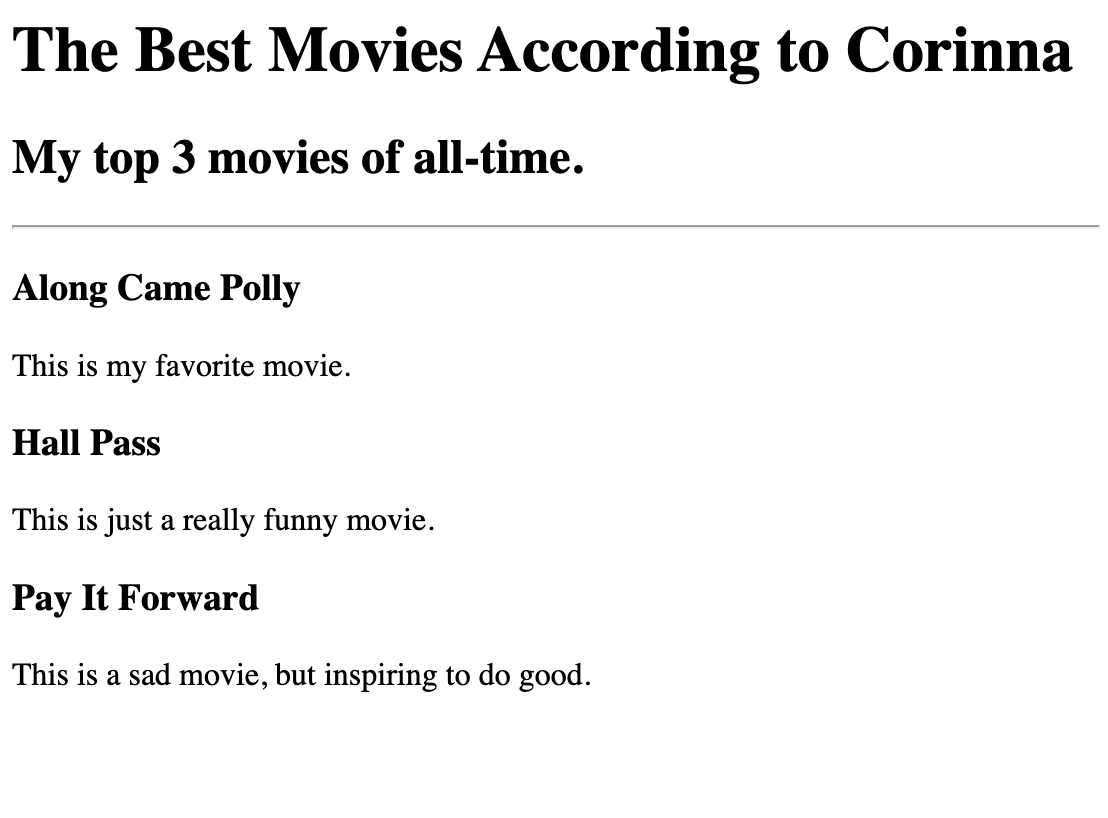 The Best Movies According to Corinna
My top 3 movies of all-time.
Along Came Polly
This is my favorite movie.
Hall Pass
This is just a really funny movie.
Pay It Forward
This is a sad movie, but inspiring to do good.